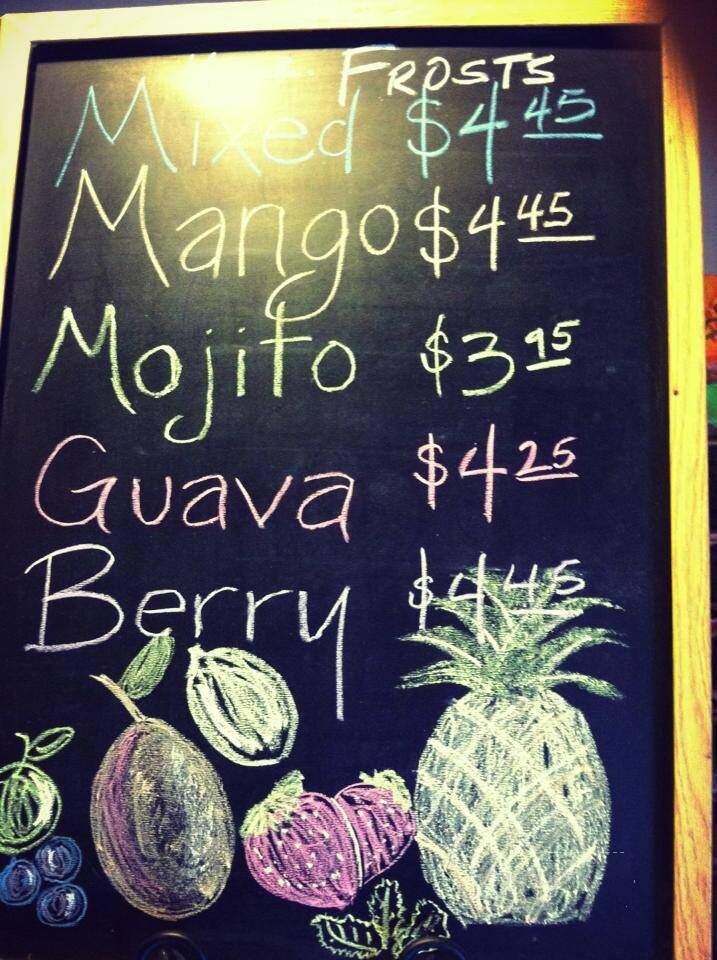 FROSTS
Mixed $4 45
Mango $4 45
Mojito $3 95
Guava $4 25
Berry $4 45